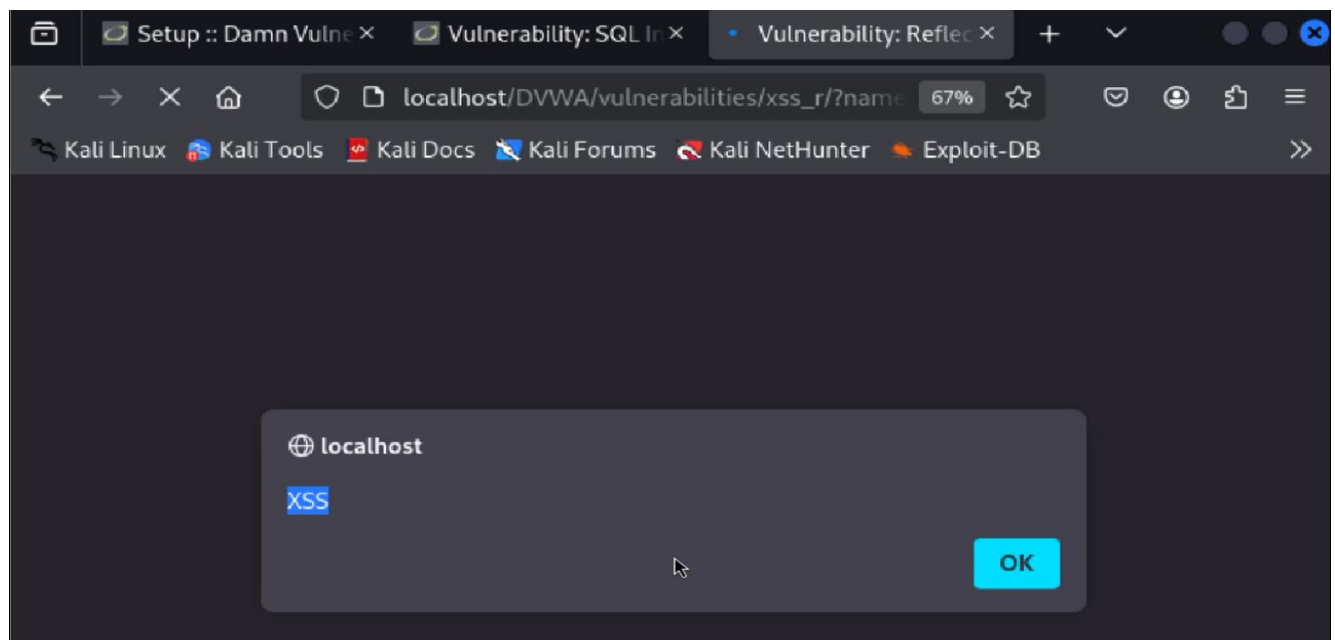 Setup :: Damn Vulne Vulnerability: SQL In Vulnerability: Reflec
localhost/DVWA/vulnerabilities/xss_r/?name 67%
Kali Linux Kali Tools Kali Docs Kali Forums Kali NetHunter Exploit-DB
localhost
XSS
OK